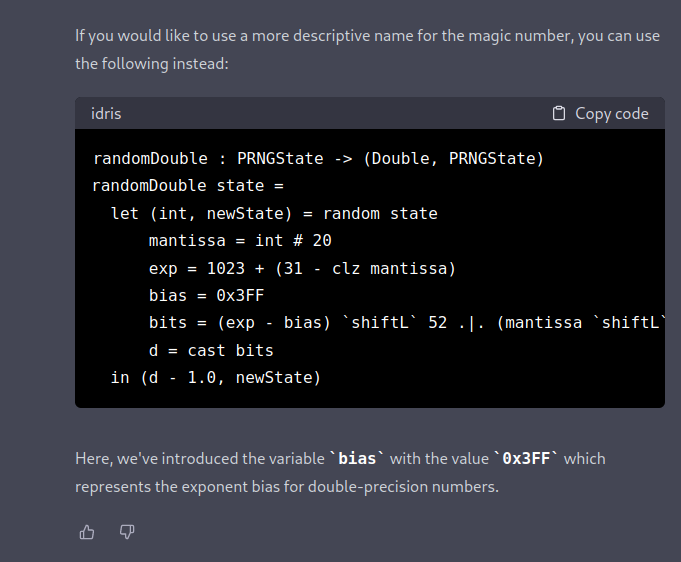 If you would like to use a more descriptive name for the magic number, you can use
the following instead:
idris
Copy code
randomDouble : PRNGState -> (Double, PRNGState)
randomDouble state =
  let (int, newState) = random state
      mantissa = int # 20
      exp = 1023 + (31 - clz mantissa)
      bias = 0x3FF
      bits = (exp - bias) `shiftL` 52 .|. (mantissa `shiftL`
      d = cast bits
  in (d - 1.0, newState)
Here, we've introduced the variable `bias` with the value `0x3FF` which
represents the exponent bias for double-precision numbers.